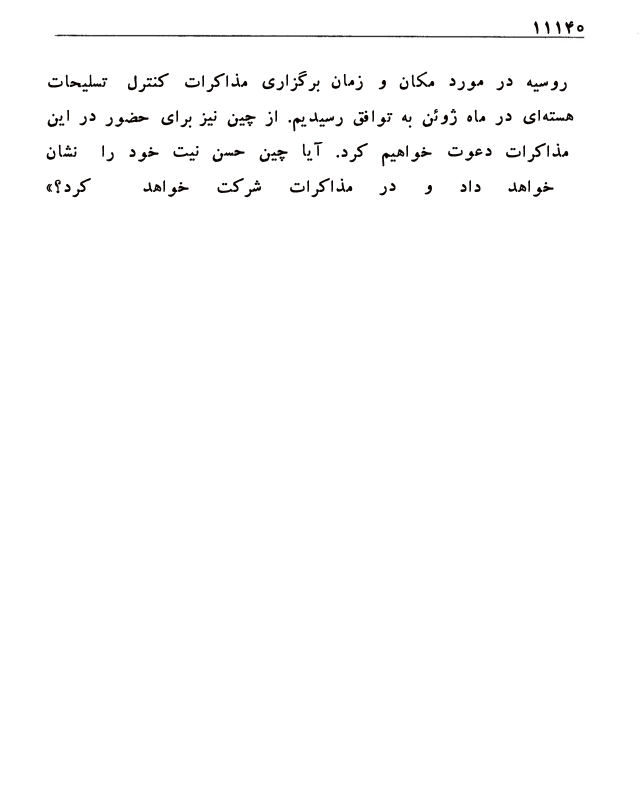 ۱۱۱۴۰
روسیه در مورد مکان و زمان برگزاری مذاکرات کنترل تسلیحات
هسته‌ای در ماه ژوئن به توافق رسیدیم. از چین نیز برای حضور در این
مذاکرات دعوت خواهیم کرد. آیا چین حسن نیت خود را نشان
خواهد داد و در مذاکرات شرکت خواهد کرد؟»